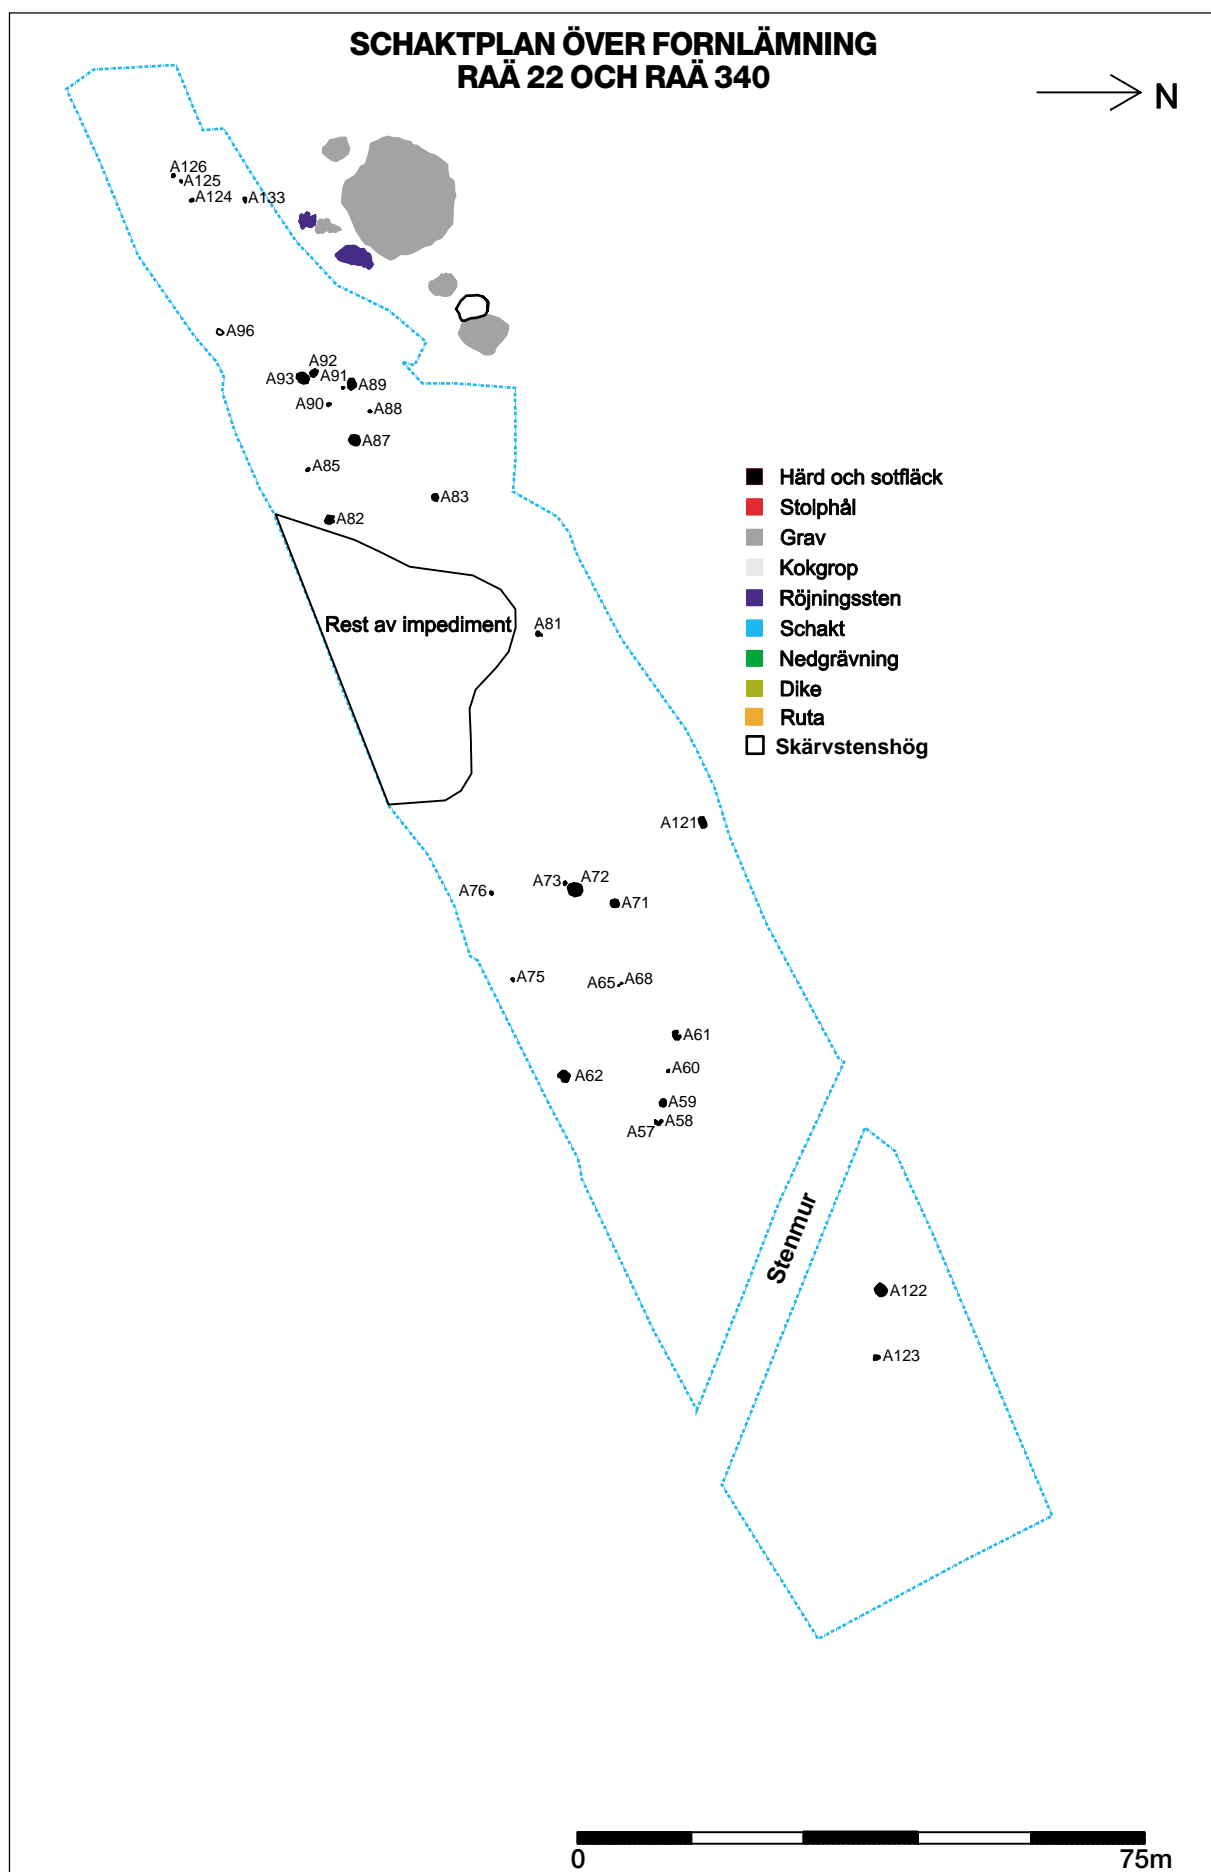 SCHAKTPLAN ÖVER FORNLÄMNING
RAÄ 22 OCH RAÄ 340
N
A126
A125
A124
A133
A96
A92
A93
A91
A89
A90
A88
A87
A85
A83
A82
Härd och sotfläck
Stolphål
Grav
Kokgrop
Röjningssten
Schakt
Nedgrävning
Dike
Ruta
Skärvstenshög
Rest av impediment
A81
A121
A73
A72
A76
A71
A75
A65
A68
A61
A60
A62
A59
A58
A57
Stenmur
A122
A123
0
75m